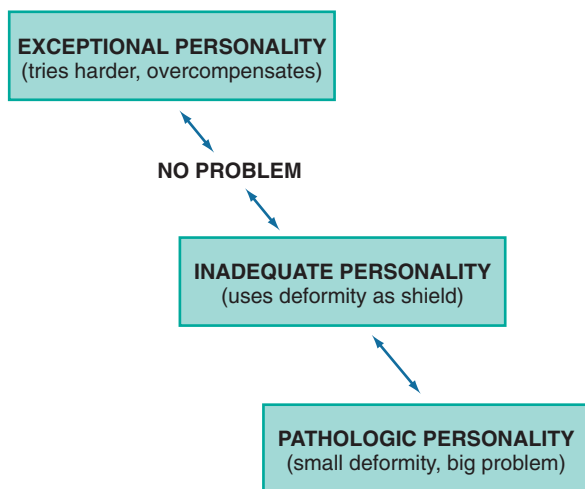 EXCEPTIONAL PERSONALITY
(tries harder, overcompensates)
NO PROBLEM
INADEQUATE PERSONALITY
(uses deformity as shield)
PATHOLOGIC PERSONALITY
(small deformity, big problem)